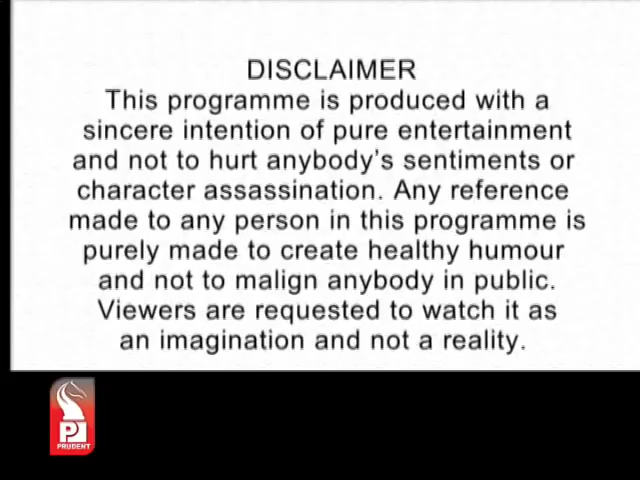 DISCLAIMER
This programme is produced with a
sincere intention of pure entertainment
and not to hurt anybody's sentiments or
character assassination. Any reference
made to any person in this programme is
purely made to create healthy humour
and not to malign anybody in public.
Viewers are requested to watch it as
an imagination and not a reality.
P
PRUDENT